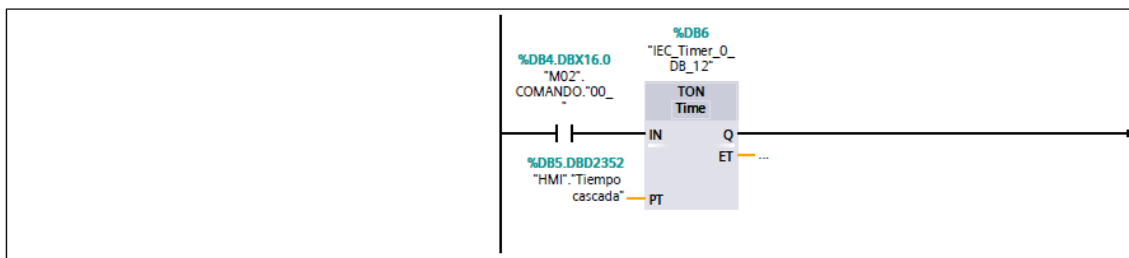 %DB6
"IEC_Timer_0_
DB_12"
%DB4.DBX16.0
"M02".
COMANDO."00_
"
TON
Time
IN
Q
ET
...
%DB5.DBD2352
"HMI"."Tiempo
cascada"
PT